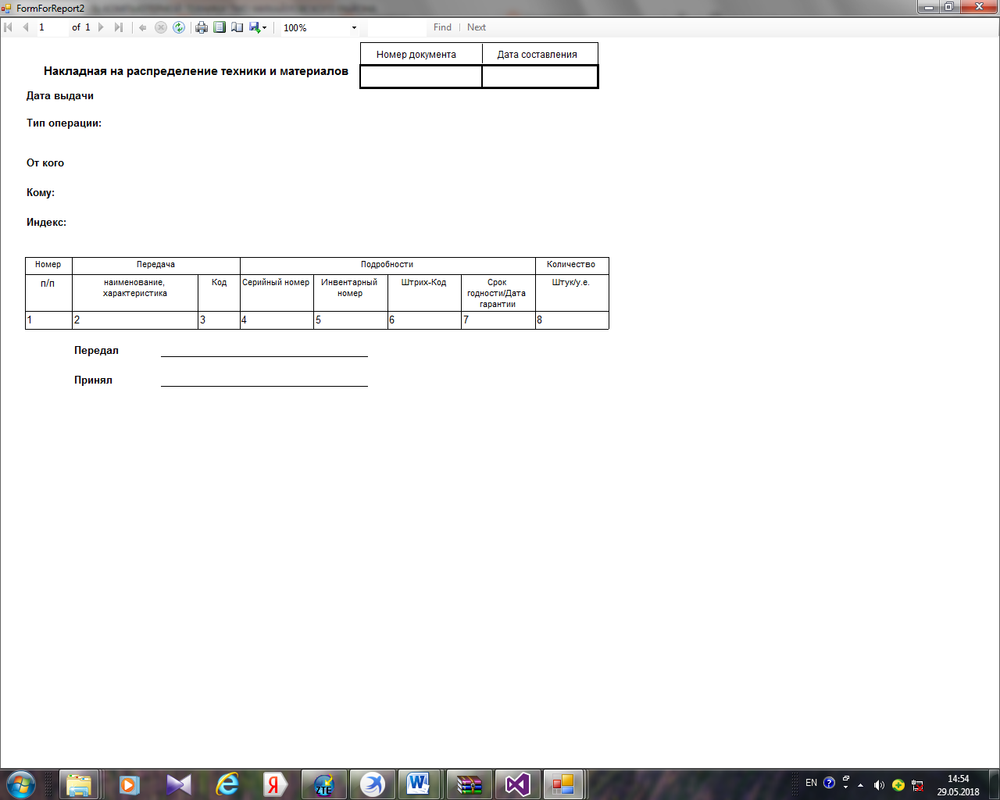 FormForReport2
1 of 1 100% Find | Next
Номер документа Дата составления
Накладная на распределение техники и материалов
Дата выдачи
Тип операции:
От кого
Кому:
Индекс:
Номер Передача Подробности Количество
п/п наименование, характеристика Код Серийный номер Инвентарный номер Штрих-Код Срок годности/Дата гарантии Штук/у.е.
1 2 3 4 5 6 7 8
Передал
Принял
Я ZTE W
EN 14:54
29.05.2018